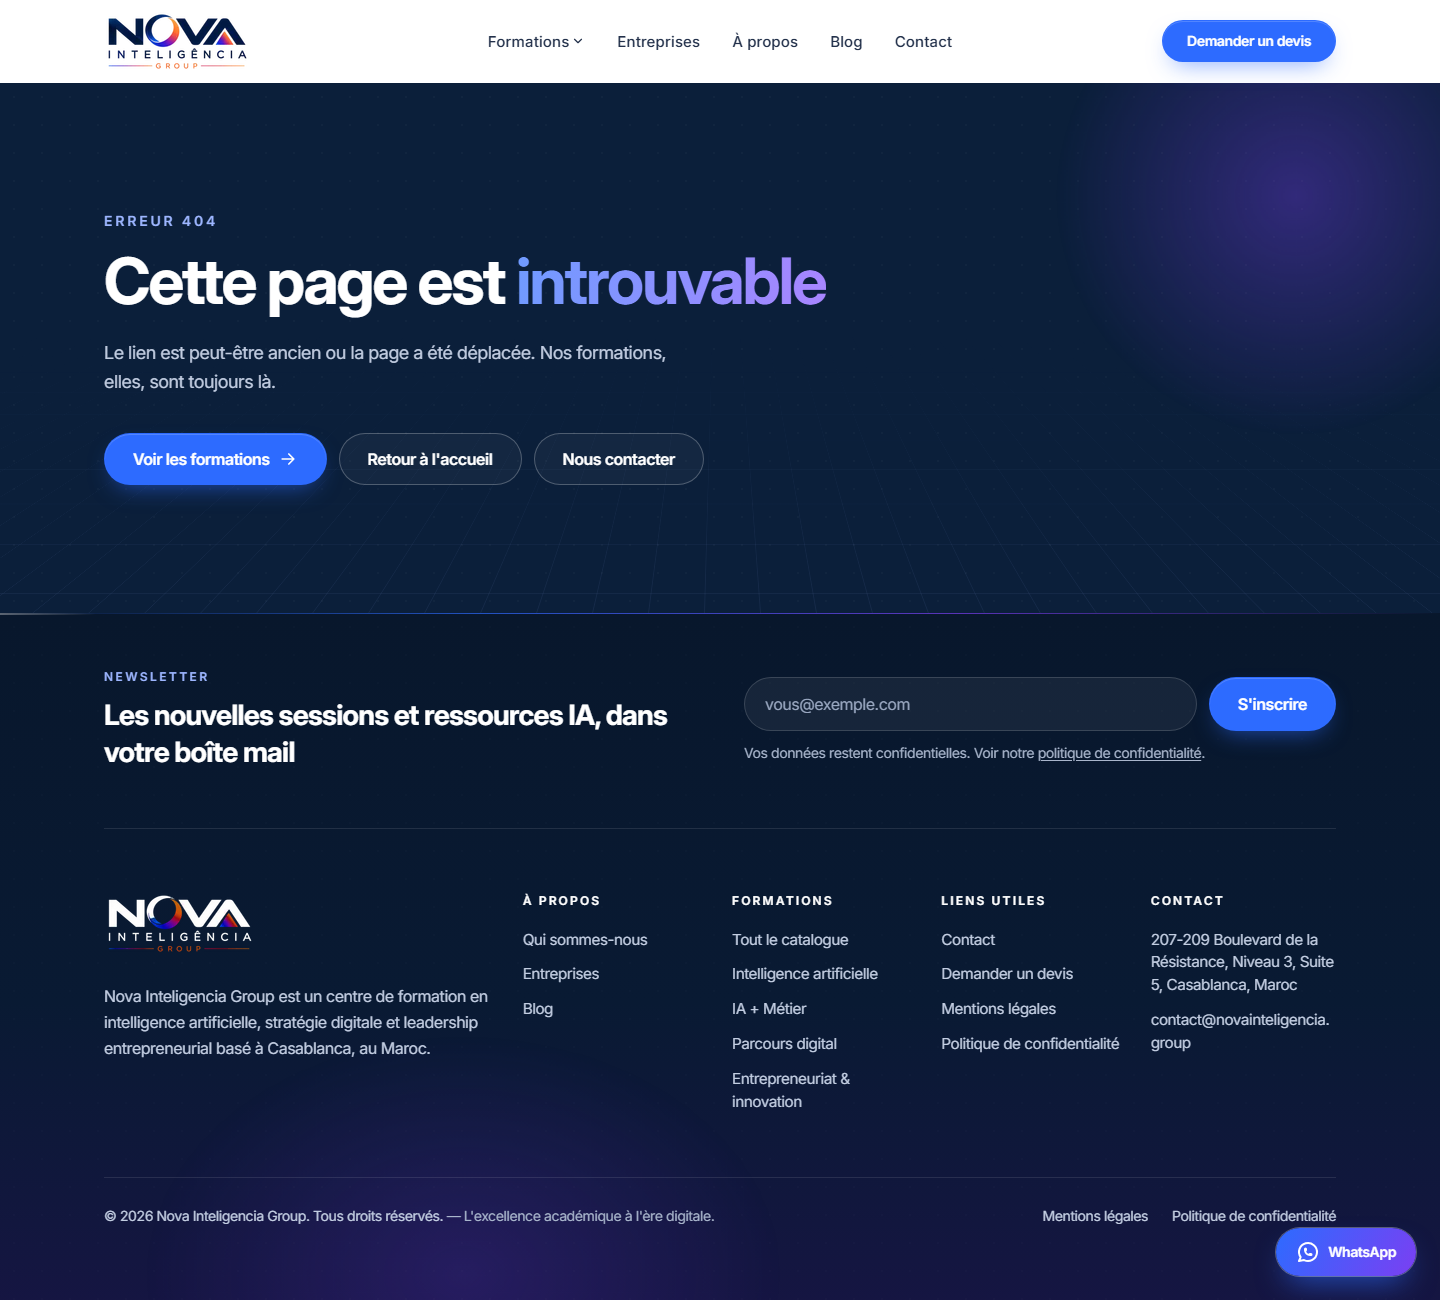 NOVA
INTELIGÊNCIA
GROUP
Formations
Entreprises
À propos
Blog
Contact
Demander un devis
ERREUR 404
Cette page est introuvable
Le lien est peut-être ancien ou la page a été déplacée. Nos formations,
elles, sont toujours là.
Voir les formations
Retour à l'accueil
Nous contacter
NEWSLETTER
Les nouvelles sessions et ressources IA, dans
votre boîte mail
vous@exemple.com
S'inscrire
Vos données restent confidentielles. Voir notre politique de confidentialité.
NOVA
INTELIGÊNCIA
GROUP
Nova Inteligencia Group est un centre de formation en
intelligence artificielle, stratégie digitale et leadership
entrepreneurial basé à Casablanca, au Maroc.
À PROPOS
Qui sommes-nous
Entreprises
Blog
FORMATIONS
Tout le catalogue
Intelligence artificielle
IA + Métier
Parcours digital
Entrepreneuriat &
innovation
LIENS UTILES
Contact
Demander un devis
Mentions légales
Politique de confidentialité
CONTACT
207-209 Boulevard de la
Résistance, Niveau 3, Suite
5, Casablanca, Maroc
contact@novainteligencia.
group
© 2026 Nova Inteligencia Group. Tous droits réservés. — L'excellence académique à l'ère digitale.
Mentions légales
Politique de confidentialité
WhatsApp